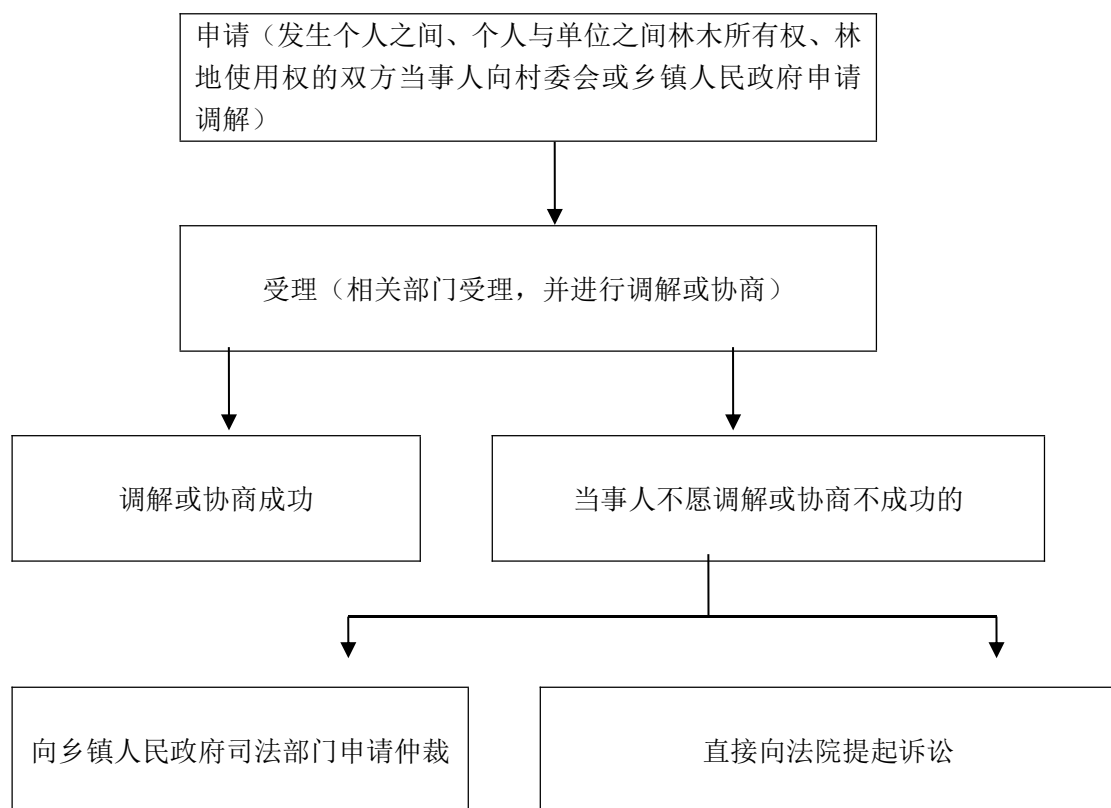 申请（发生个人之间、个人与单位之间林木所有权、林
地使用权的双方当事人向村委会或乡镇人民政府申请
调解）
受理（相关部门受理，并进行调解或协商）
调解或协商成功
当事人不愿调解或协商不成功的
向乡镇人民政府司法部门申请仲裁
直接向法院提起诉讼